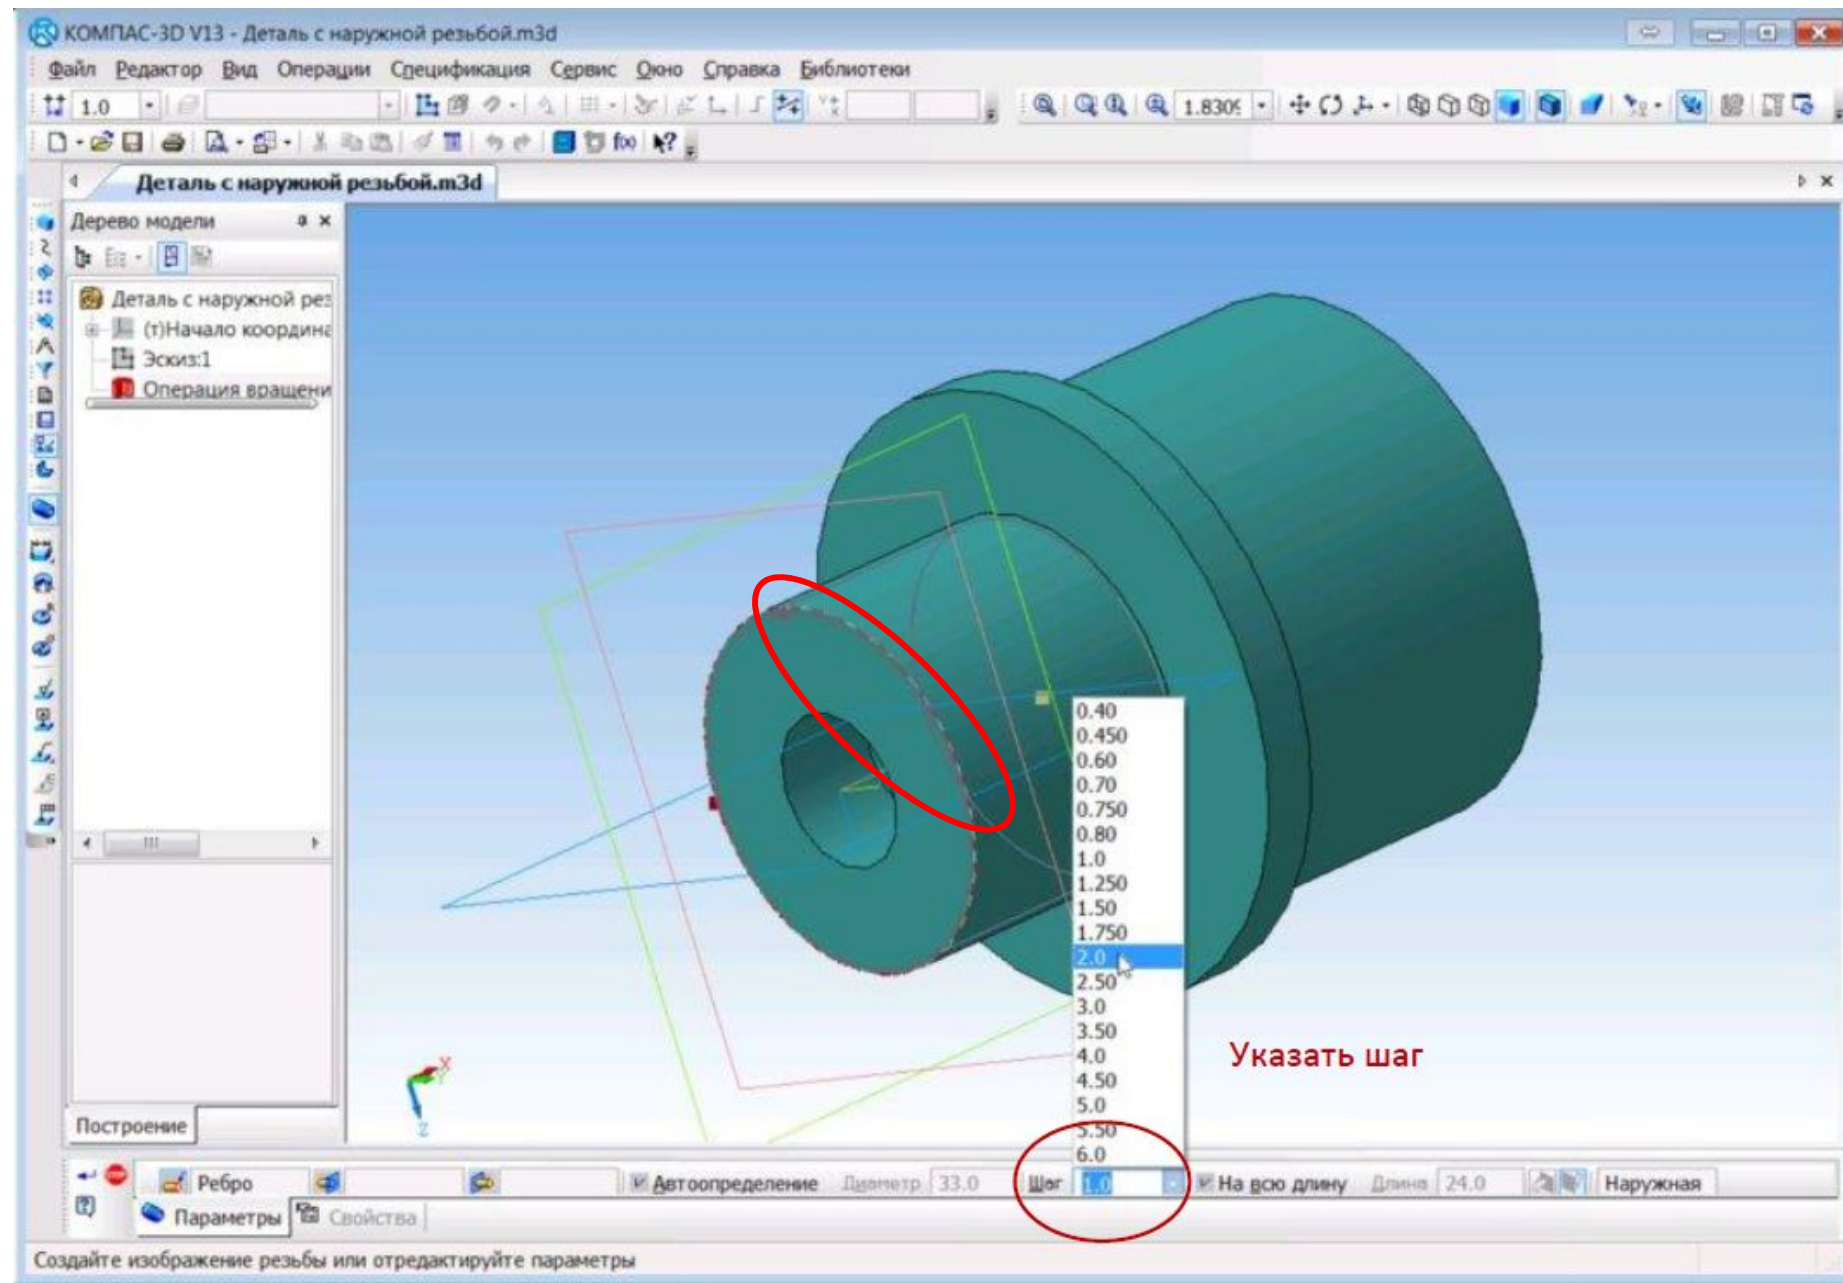 КОМПАС-3D V13 - Деталь с наружной резьбой.m3d
Файл Редактор Вид Операции Спецификация Сервис Окно Справка Библиотеки
1.0
1.830
f(x)
Деталь с наружной резьбой.m3d
Дерево модели
Деталь с наружной рез
(т)Начало координа
Эскиз:1
Операция вращени
0.40
0.450
0.60
0.70
0.750
0.80
1.0
1.250
1.50
1.750
2.0
2.50
3.0
3.50
4.0
4.50
5.0
5.50
6.0
Указать шаг
X
Y
Z
Построение
Ребро Автоопределение Диаметр 33.0 Шаг 1.0 На всю длину Длина 24.0 Наружная
Параметры Свойства
Создайте изображение резьбы или отредактируйте параметры